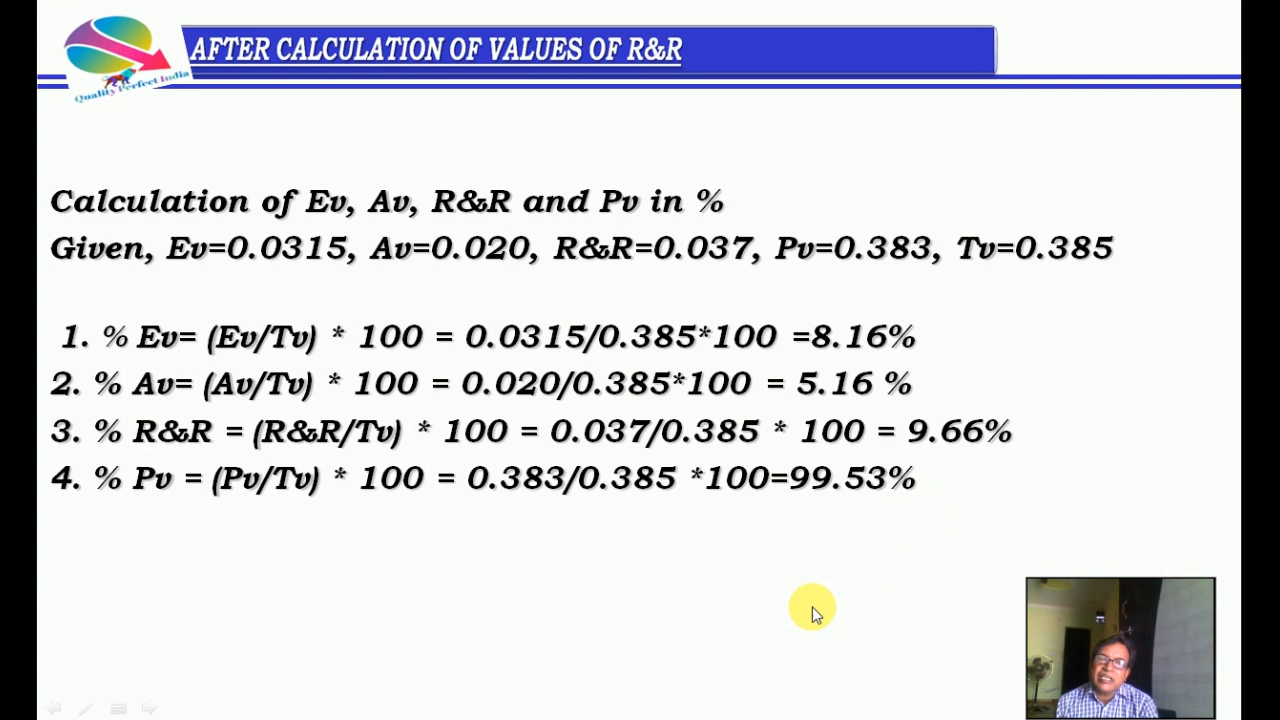 AFTER CALCULATION OF VALUES OF R&R
Quality Perfect India
Calculation of Ev, Av, R&R and Pv in %
Given, Ev=0.0315, Av=0.020, R&R=0.037, Pv=0.383, Tv=0.385
1. % Ev= (Ev/Tv) * 100 = 0.0315/0.385*100 =8.16%
2. % Av= (Av/Tv) * 100 = 0.020/0.385*100 = 5.16 %
3. % R&R = (R&R/Tv) * 100 = 0.037/0.385 * 100 = 9.66%
4. % Pv = (Pv/Tv) * 100 = 0.383/0.385 *100=99.53%